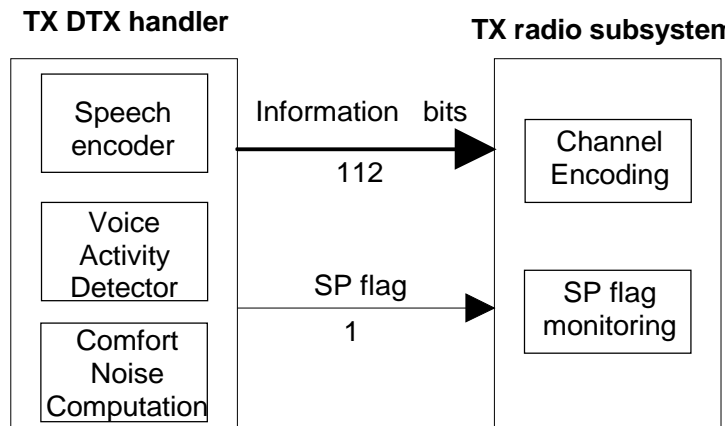 TX DTX handler
TX radio subsystem
Speech
encoder
Information bits
112
Channel
Encoding
Voice
Activity
Detector
SP flag
1
SP flag
monitoring
Comfort
Noise
Computation